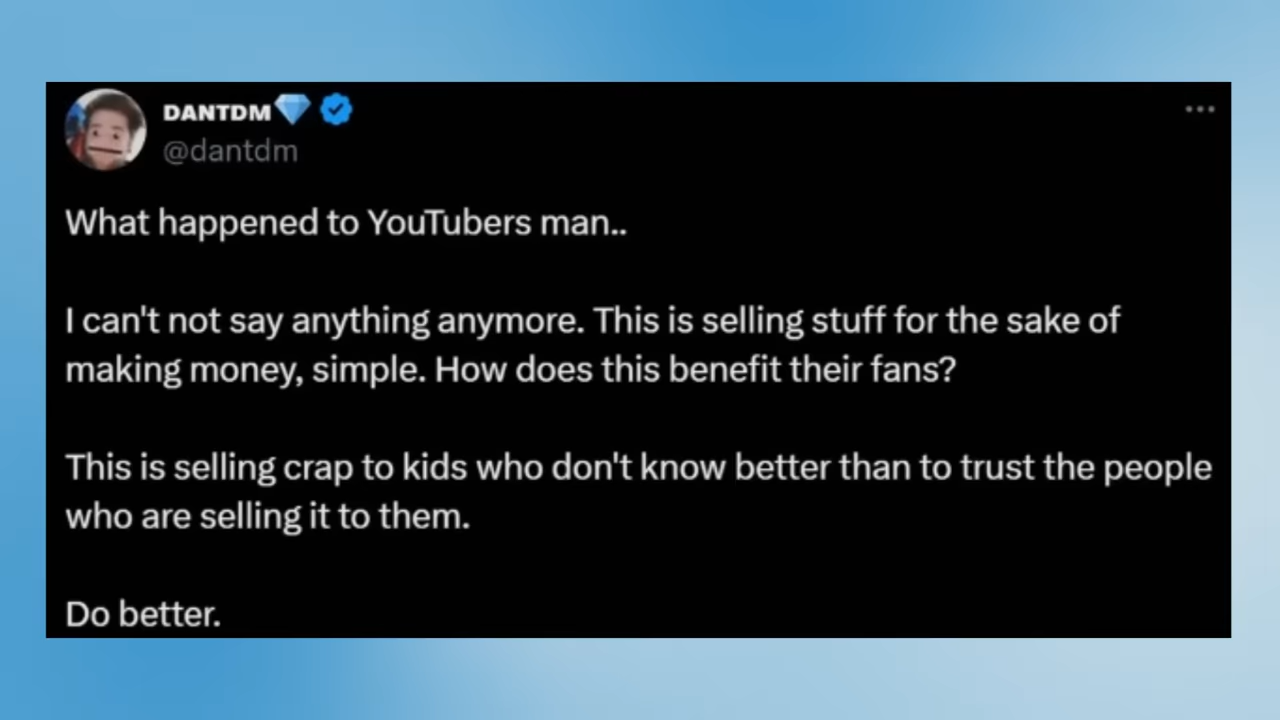 DANTDM💎
@dantdm
What happened to YouTubers man..
I can't not say anything anymore. This is selling stuff for the sake of
making money, simple. How does this benefit their fans?
This is selling crap to kids who don't know better than to trust the people
who are selling it to them.
Do better.